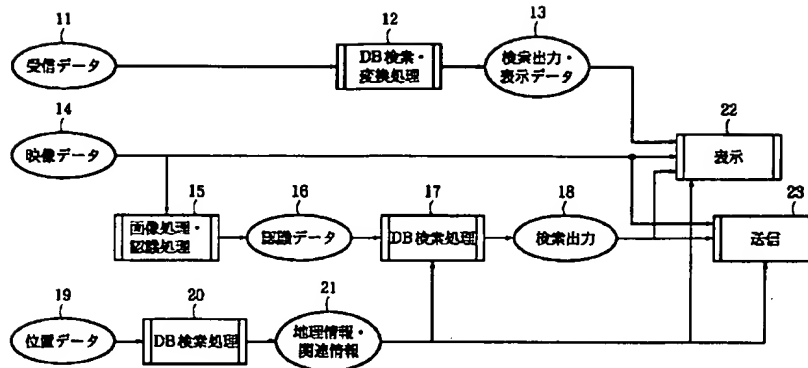 11
12
13
受信データ
DB検索・
変換処理
検索出力・
表示データ
14
22
映像データ
表示
15
16
17
18
23
画像処理・
認識処理
認識データ
DB検索処理
検索出力
送信
19
20
21
位置データ
DB検索処理
地理情報・
関連情報